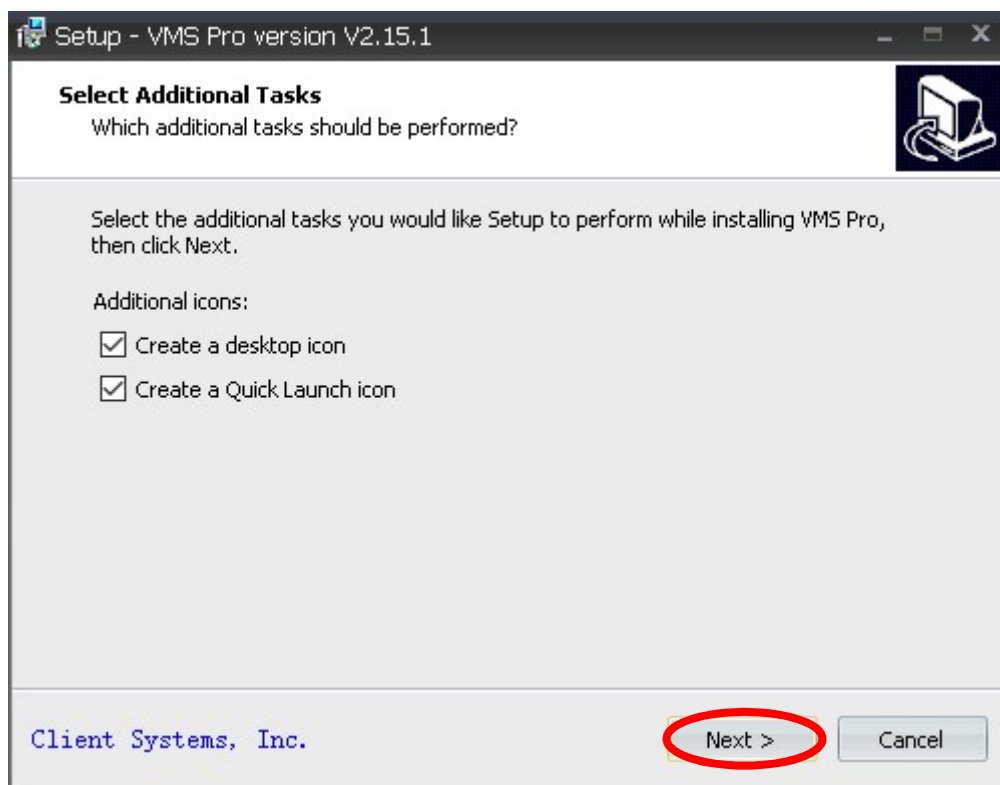 Setup - VMS Pro version V2.15.1
Select Additional Tasks
Which additional tasks should be performed?
Select the additional tasks you would like Setup to perform while installing VMS Pro,
then click Next.
Additional icons:
Create a desktop icon
Create a Quick Launch icon
Client Systems, Inc.
Next >
Cancel